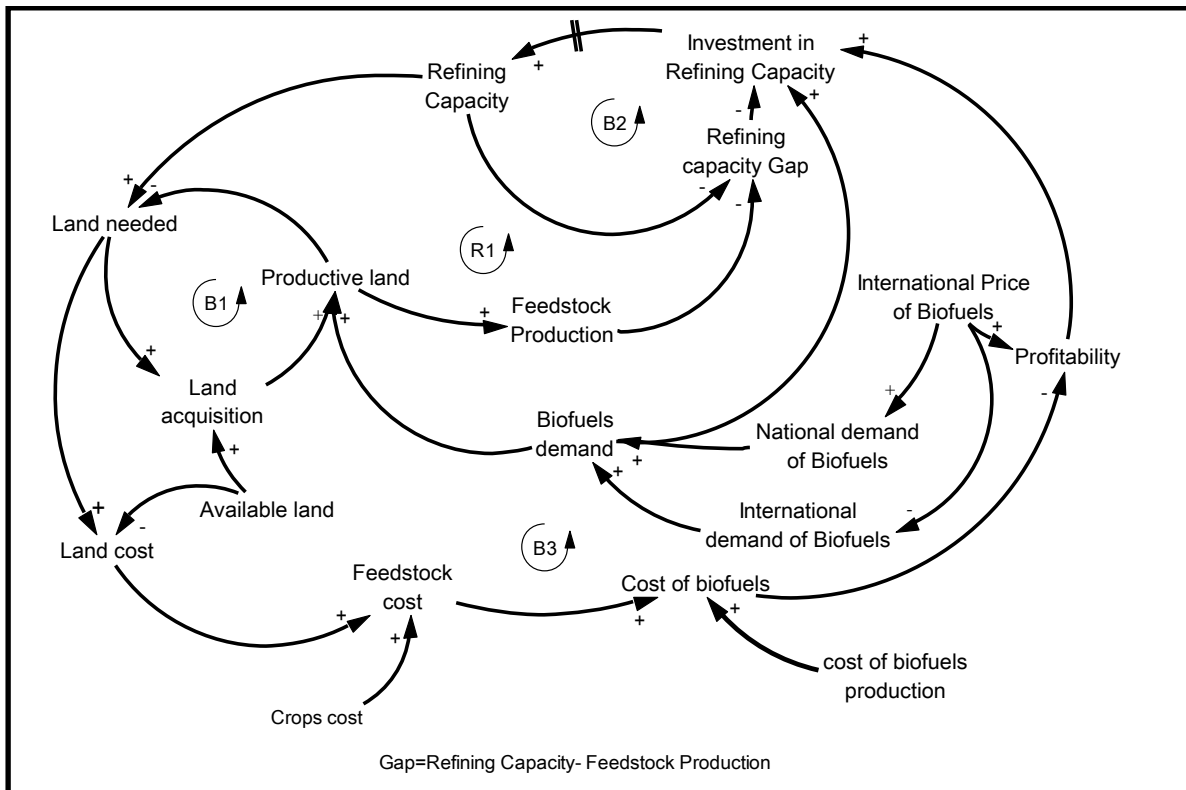 Investment in
Refining Capacity
+
+
+
Refining
Capacity
B2
-
Refining
capacity Gap
-
-
+
-
Land needed
R1
Productive land
B1
+
Feedstock
Production
+
+
International Price
of Biofuels
+
Profitability
-
+
Land
acquisition
+
Biofuels
demand
+
+
+
National demand
of Biofuels
Available land
-
+
-
International
demand of Biofuels
Land cost
B3
Feedstock
cost
+
+
Cost of biofuels
+
+
cost of biofuels
production
Crops cost
Gap=Refining Capacity- Feedstock Production